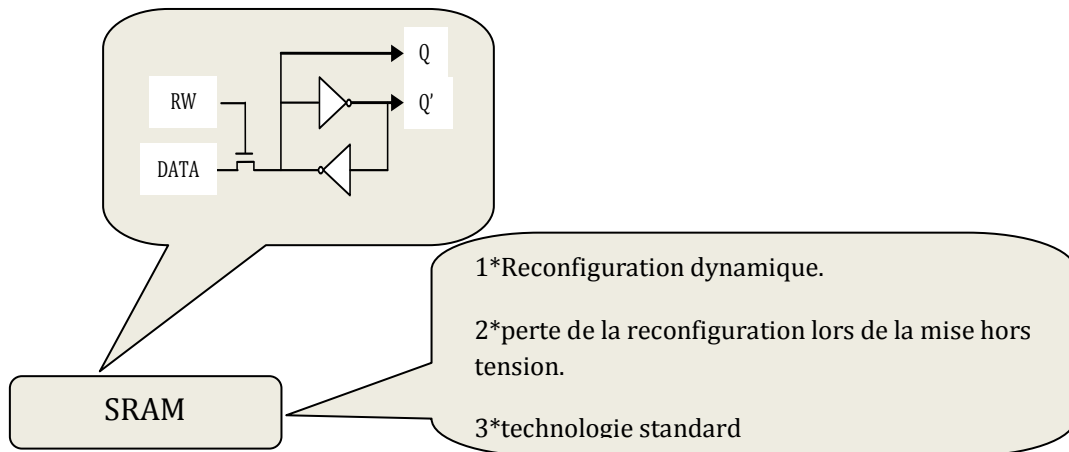 Q
RW
Q'
DATA
1*Reconfiguration dynamique.
2*perte de la reconfiguration lors de la mise hors
tension.
SRAM
3*technologie standard